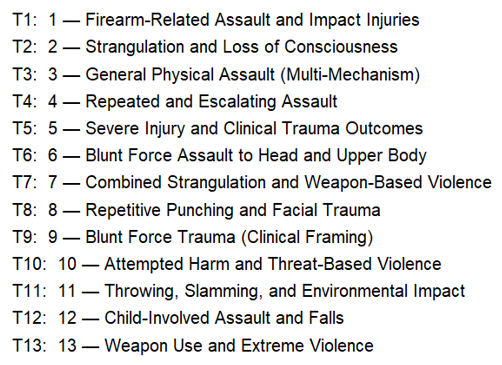 T1: 1 — Firearm-Related Assault and Impact Injuries
T2: 2 — Strangulation and Loss of Consciousness
T3: 3 — General Physical Assault (Multi-Mechanism)
T4: 4 — Repeated and Escalating Assault
T5: 5 — Severe Injury and Clinical Trauma Outcomes
T6: 6 — Blunt Force Assault to Head and Upper Body
T7: 7 — Combined Strangulation and Weapon-Based Violence
T8: 8 — Repetitive Punching and Facial Trauma
T9: 9 — Blunt Force Trauma (Clinical Framing)
T10: 10 — Attempted Harm and Threat-Based Violence
T11: 11 — Throwing, Slamming, and Environmental Impact
T12: 12 — Child-Involved Assault and Falls
T13: 13 — Weapon Use and Extreme Violence